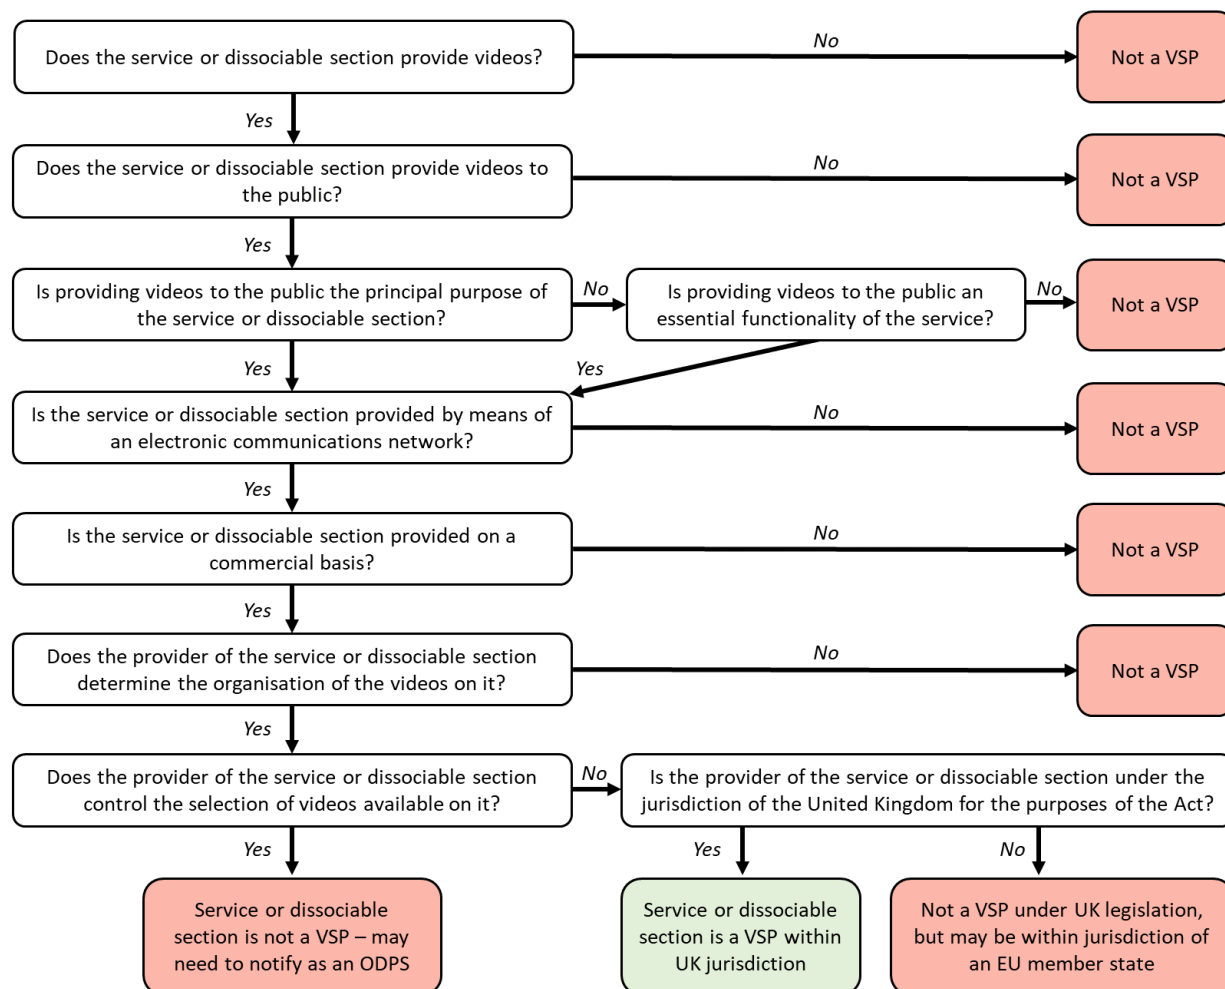 Does the service or dissociable section provide videos?
No
Not a VSP
Yes
Does the service or dissociable section provide videos to
the public?
No
Not a VSP
Yes
Is providing videos to the public the principal purpose of
the service or dissociable section?
No
Is providing videos to the public an
essential functionality of the service?
No
Not a VSP
Yes
Yes
Is the service or dissociable section provided by means of
an electronic communications network?
No
Not a VSP
Yes
Is the service or dissociable section provided on a
commercial basis?
No
Not a VSP
Yes
Does the provider of the service or dissociable section
determine the organisation of the videos on it?
No
Not a VSP
Yes
Does the provider of the service or dissociable section
control the selection of videos available on it?
No
Is the provider of the service or dissociable section under the
jurisdiction of the United Kingdom for the purposes of the Act?
Yes
Yes
No
Service or dissociable
section is not a VSP – may
need to notify as an ODPS
Service or dissociable
section is a VSP within
UK jurisdiction
Not a VSP under UK legislation,
but may be within jurisdiction of
an EU member state